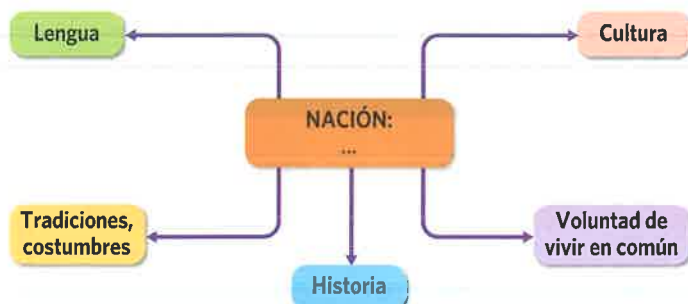 Lengua
Cultura
NACIÓN:
...
Tradiciones,
costumbres
Voluntad de
vivir en común
Historia